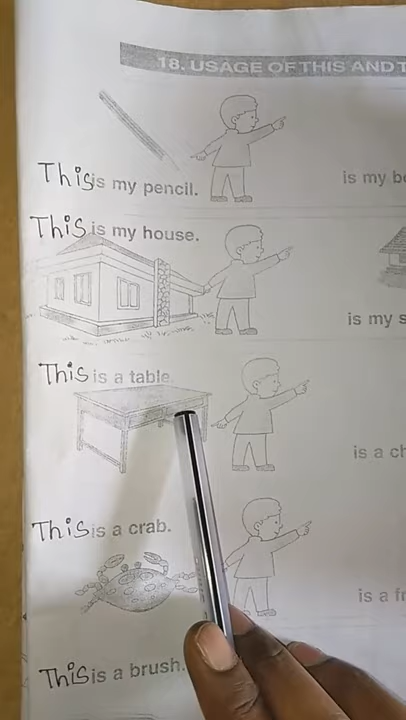 18. USAGE OF THIS AND
This is my pencil.
is my
This is my house.
is my
This is a table.
is a
This is a crab.
is a
This is a brush.